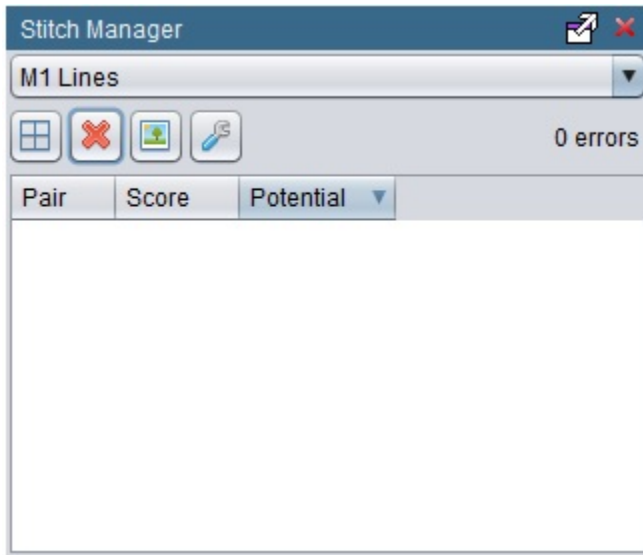 Stitch Manager
M1 Lines
0 errors
Pair Score Potential